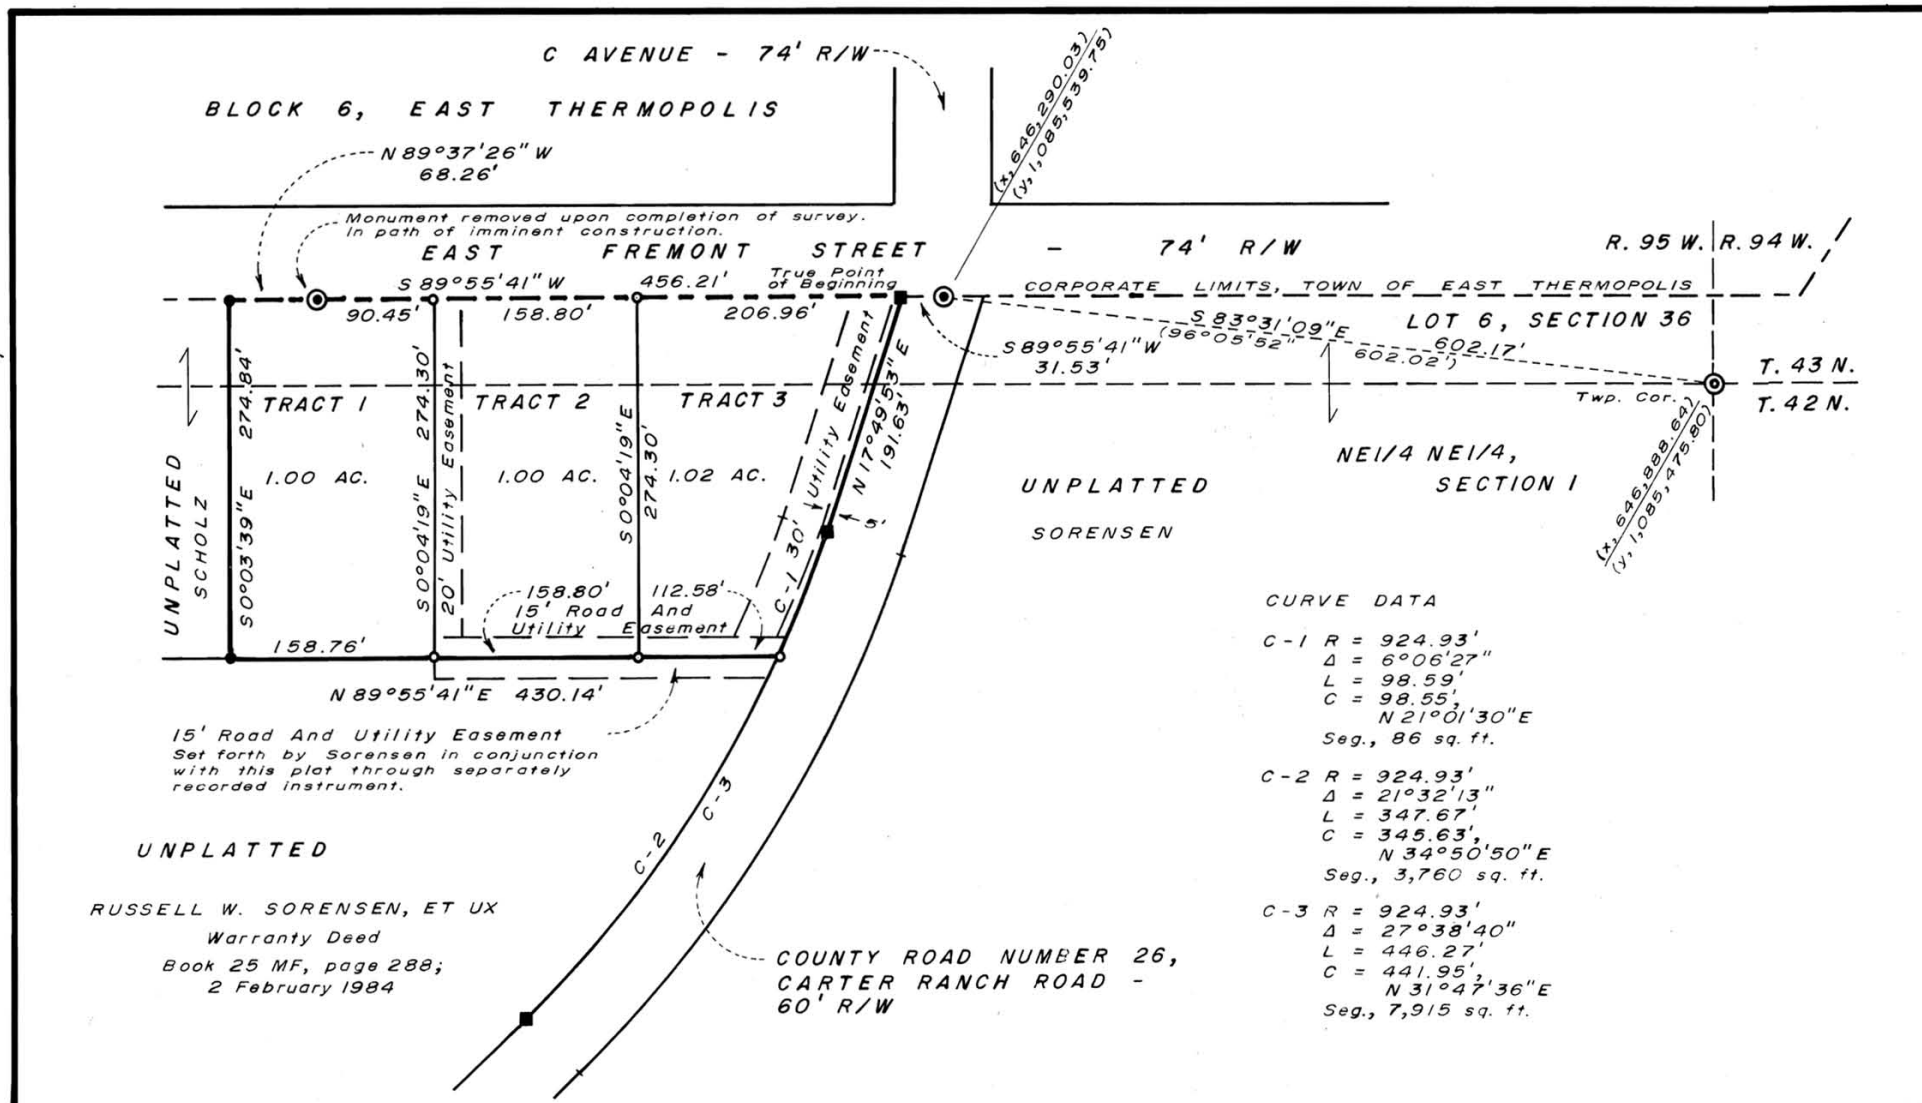 C AVENUE - 74' R/W
BLOCK 6, EAST THERMOPOLIS
N 89°37'26" W
68.26'
(x, 646,290.03)
(y, 1,085,539.75)
Monument removed upon completion of survey.
In path of imminent construction.
EAST FREMONT STREET - 74' R/W
R. 95 W. R. 94 W.
S 89°55'41" W 456.21'
True Point
of Beginning
CORPORATE LIMITS, TOWN OF EAST THERMOPOLIS
90.45' 158.80' 206.96'
S 83°31'09" E
602.17'
(96°05'52"
602.02')
LOT 6, SECTION 36
S 89°55'41" W
31.53'
T. 43 N.
T. 42 N.
Twp. Cor.
(x, 646,888.64)
(y, 1,085,475.80)
TRACT 1
TRACT 2
TRACT 3
1.00 AC.
1.00 AC.
1.02 AC.
UNPLATTED
SCHOLZ
S 0°03'39" E 274.84'
S 0°04'19" E 274.30'
20' Utility Easement
S 0°04'19" E
274.30'
C-1 30' Utility Easement
N 17°49'53" E
191.63'
5'
UNPLATTED
SORENSEN
NE1/4 NE1/4,
SECTION 1
158.80' 112.58'
15' Road And
Utility Easement
158.76'
N 89°55'41" E 430.14'
15' Road And Utility Easement
Set forth by Sorensen in conjunction
with this plat through separately
recorded instrument.
UNPLATTED
RUSSELL W. SORENSEN, ET UX
Warranty Deed
Book 25 MF, page 288;
2 February 1984
C-2
C-3
COUNTY ROAD NUMBER 26,
CARTER RANCH ROAD -
60' R/W
CURVE DATA
C-1 R = 924.93'
Δ = 6°06'27"
L = 98.59'
C = 98.55',
N 21°01'30" E
Seg., 86 sq. ft.
C-2 R = 924.93'
Δ = 21°32'13"
L = 347.67'
C = 345.63',
N 34°50'50" E
Seg., 3,760 sq. ft.
C-3 R = 924.93'
Δ = 27°38'40"
L = 446.27'
C = 441.95',
N 31°47'36" E
Seg., 7,915 sq. ft.